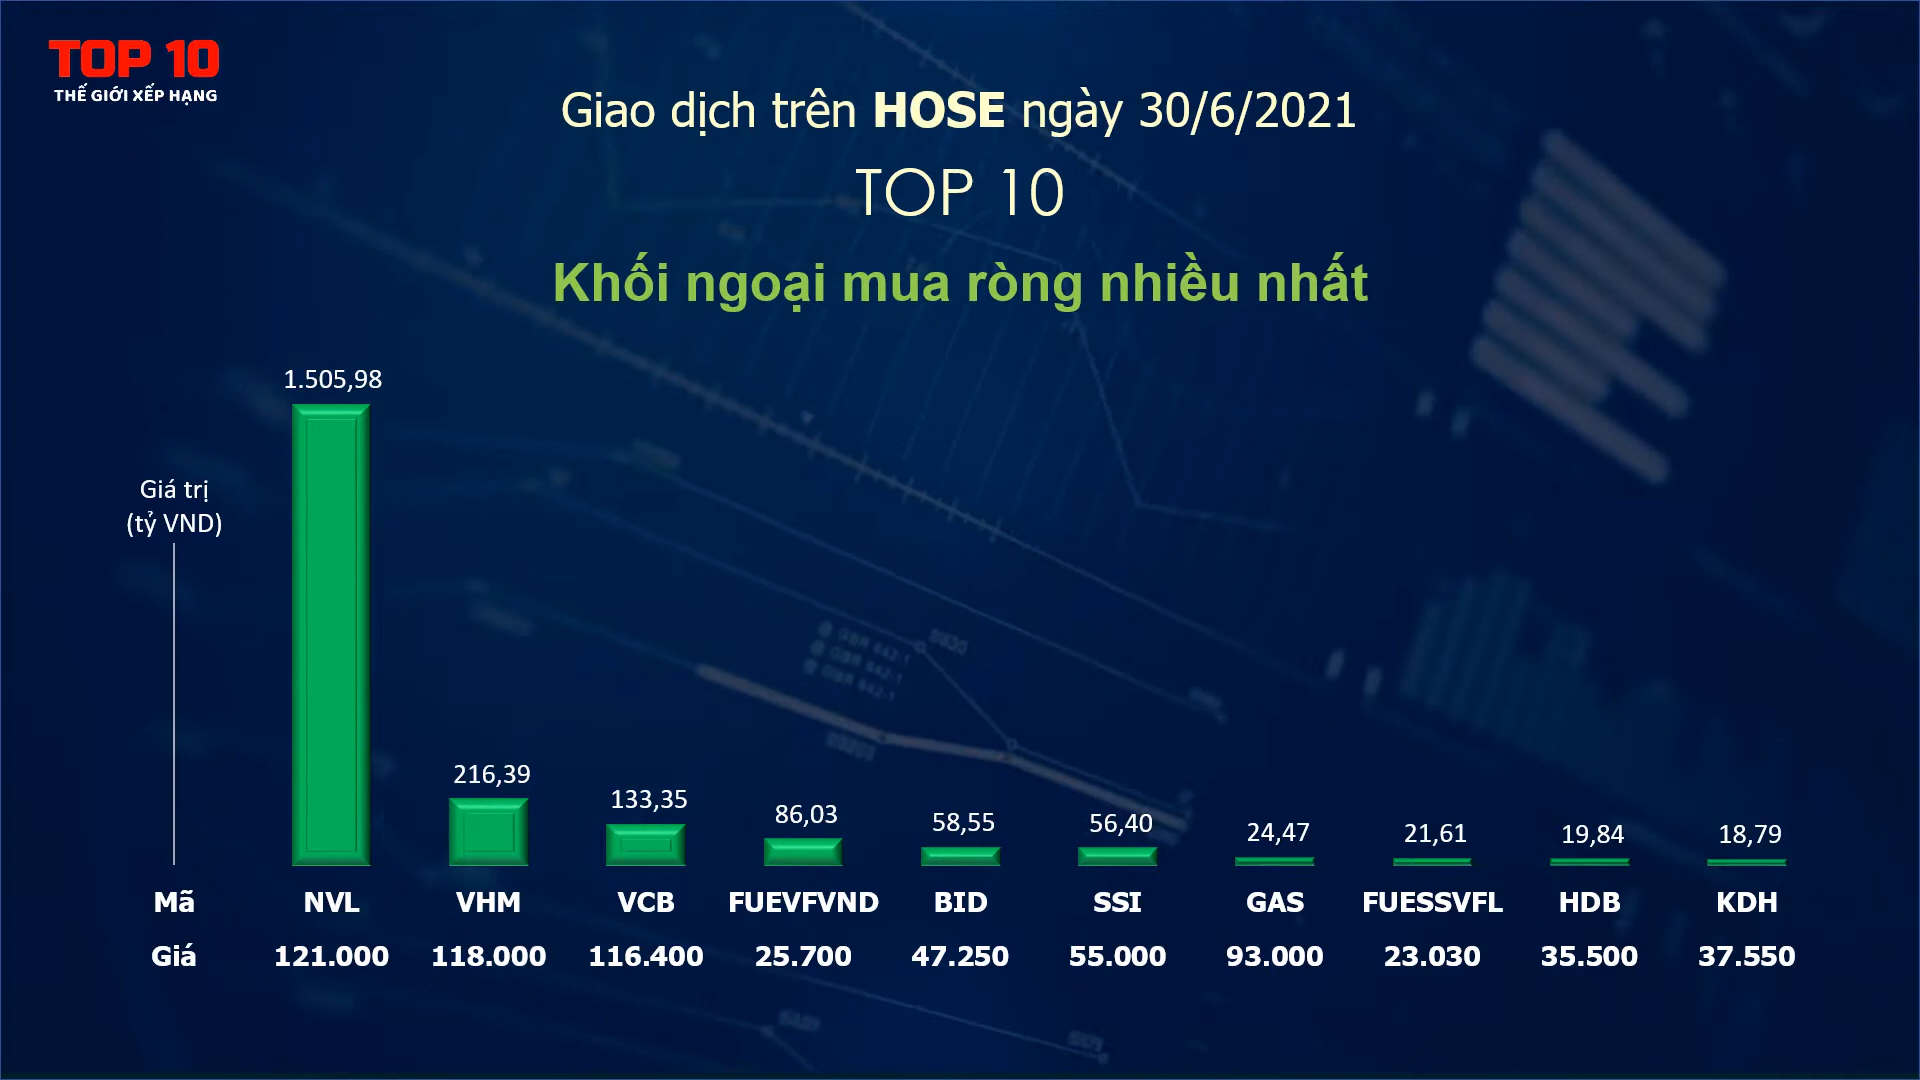 TOP 10
THẾ GIỚI XẾP HẠNG
Giao dịch trên HOSE ngày 30/6/2021
TOP 10
Khối ngoại mua ròng nhiều nhất
Giá trị
(tỷ VND)
1.505,98
216,39
133,35
86,03
58,55
56,40
24,47
21,61
19,84
18,79
Mã NVL VHM VCB FUEVFVND BID SSI GAS FUESSVFL HDB KDH
Giá 121.000 118.000 116.400 25.700 47.250 55.000 93.000 23.030 35.500 37.550